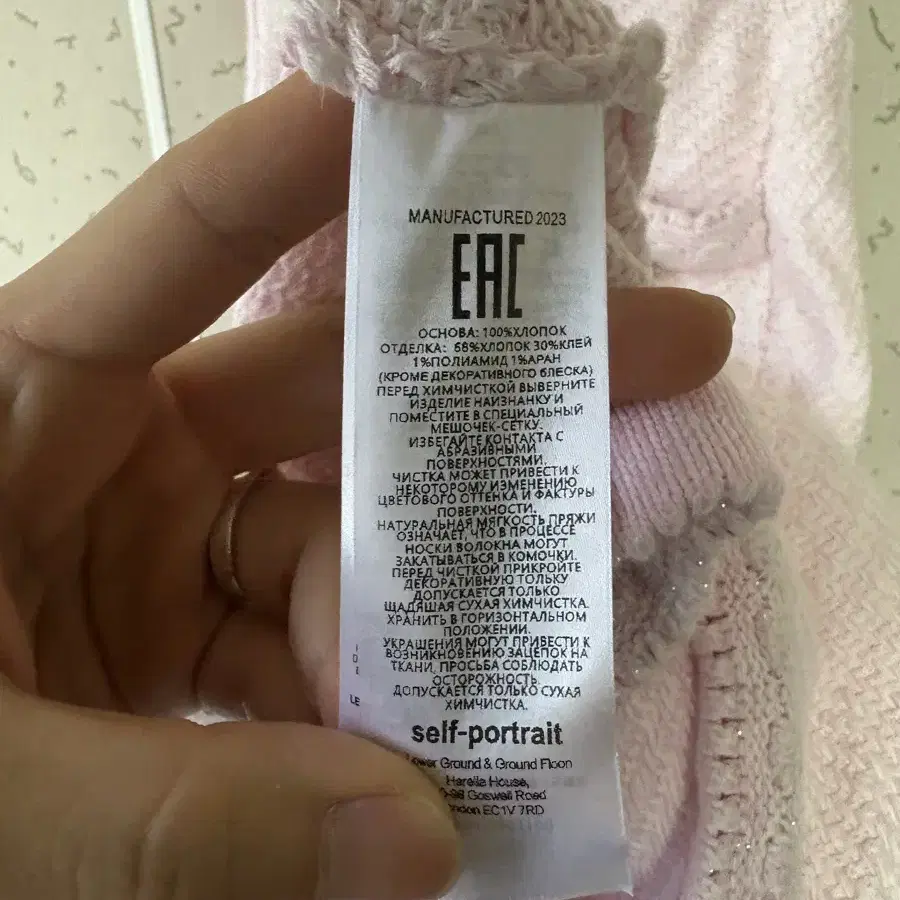 MANUFACTURED 2023
EAC
ОСНОВА: 100%ХЛОПОК
ОТДЕЛКА: 68%ХЛОПОК 30%КЛЕЙ
1%ПОЛИАМИД 1%АРАН
(КРОМЕ ДЕКОРАТИВНОГО БЛЕСКА)
ПЕРЕД ХИМЧИСТКОЙ ВЫВЕРНИТЕ
ИЗДЕЛИЕ НАИЗНАНКУ И
ПОМЕСТИТЕ В СПЕЦИАЛЬНЫЙ
МЕШОЧЕК-СЕТКУ.
ИЗБЕГАЙТЕ КОНТАКТА С
АБРАЗИВНЫМИ
ПОВЕРХНОСТЯМИ.
ЧИСТКА МОЖЕТ ПРИВЕСТИ К
НЕКОТОРОМУ ИЗМЕНЕНИЮ
ЦВЕТОВОГО ОТТЕНКА И ФАКТУРЫ
ПОВЕРХНОСТИ.
НАТУРАЛЬНАЯ МЯГКОСТЬ ПРЯЖИ
ОЗНАЧАЕТ, ЧТО В ПРОЦЕССЕ
НОСКИ ВОЛОКНА МОГУТ
ЗАКАТЫВАТЬСЯ В КОМОЧКИ.
ПЕРЕД ЧИСТКОЙ ПРИКРОЙТЕ
ДЕКОРАТИВНУЮ ТОЛЬКУ
ДОПУСКАЕТСЯ ТОЛЬКО
ЩАДЯЩАЯ СУХАЯ ХИМЧИСТКА.
ХРАНИТЬ В ГОРИЗОНТАЛЬНОМ
ПОЛОЖЕНИИ.
УКРАШЕНИЯ МОГУТ ПРИВЕСТИ К
ВОЗНИКНОВЕНИЮ ЗАЦЕПОК НА
ТКАНИ, ПРОСЬБА СОБЛЮДАТЬ
ОСТОРОЖНОСТЬ.
ДОПУСКАЕТСЯ ТОЛЬКО СУХАЯ
ХИМЧИСТКА.
LE
self-portrait
Ground & Ground Floon
House,
Goswell Road
EC1V 7RD